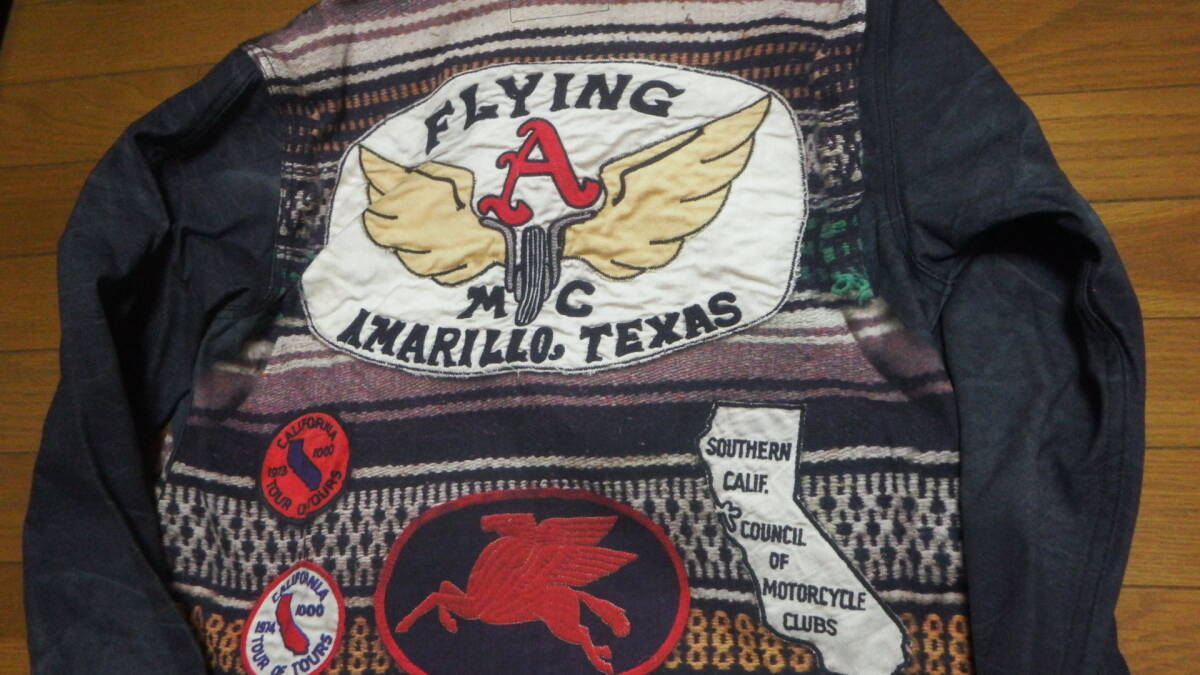 FLYING
A
M C
AMARILLO, TEXAS
CALIFORNIA
1973 1000
TOUR OF TOURS
SOUTHERN
CALIF.
COUNCIL
OF
MOTORCYCLE
CLUBS
CALIFORNIA
1974 1000
TOUR OF TOURS